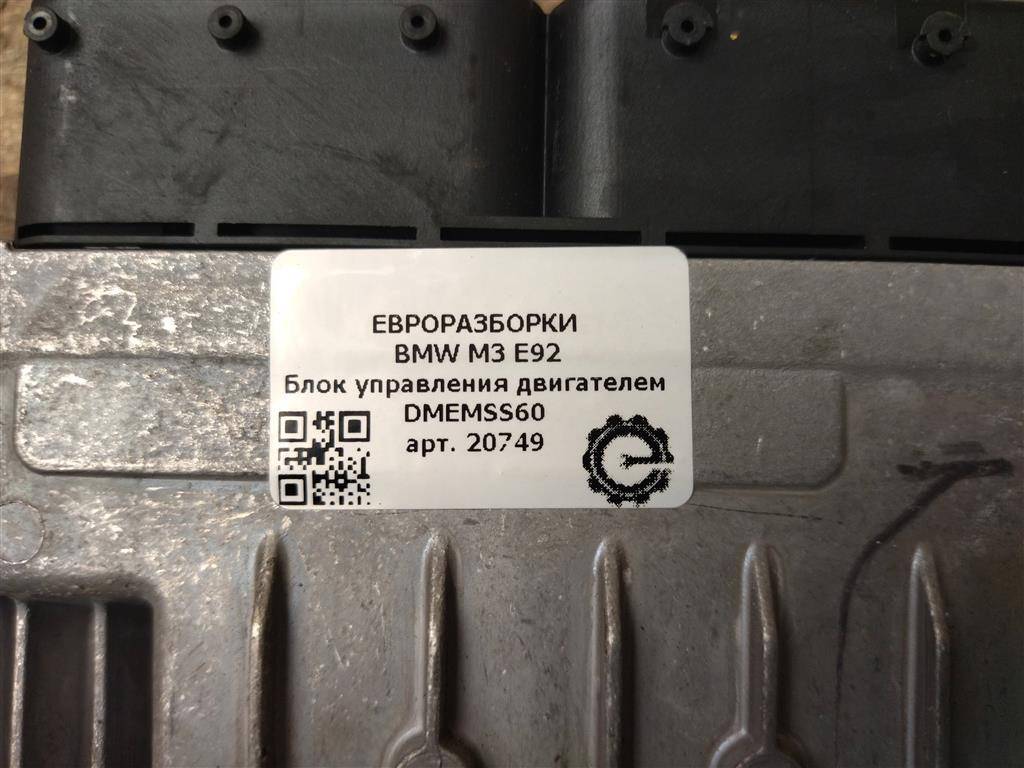 ЕВРОРАЗБОРКИ
BMW M3 E92
Блок управления двигателем
DMEMSS60
арт. 20749